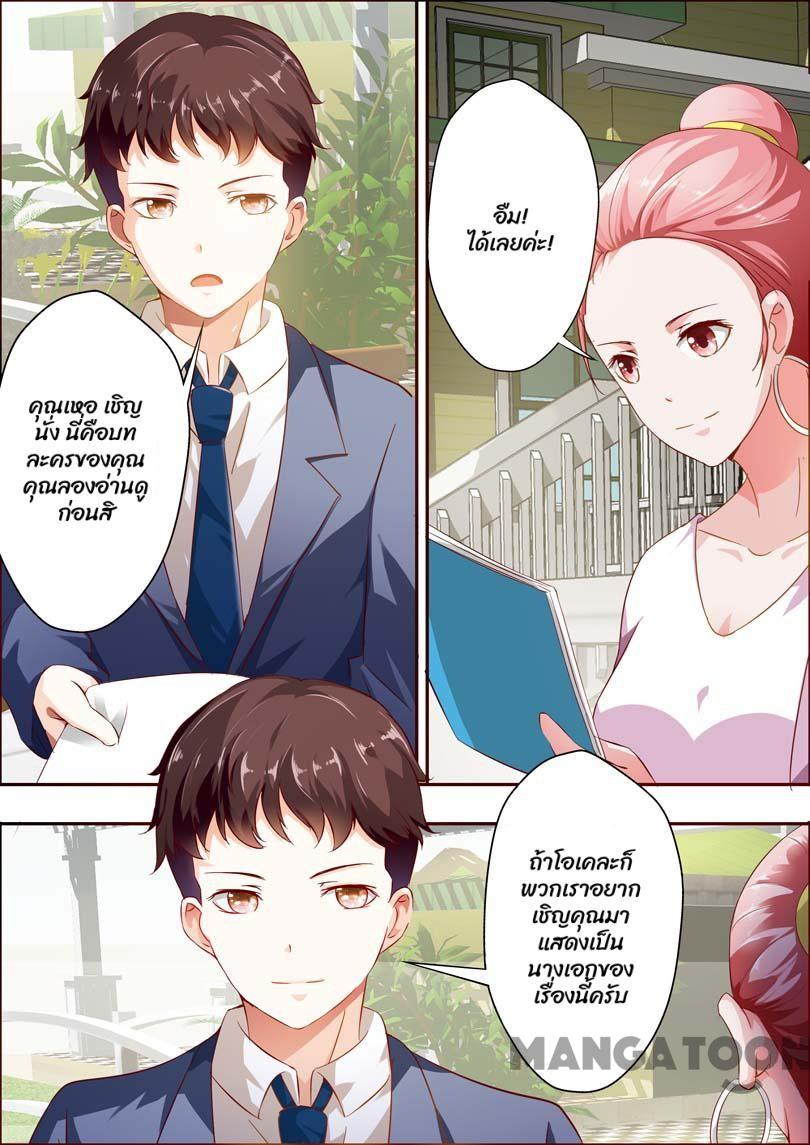 คุณเหอ เชิญ
นั่ง นี่คือบท
ละครของคุณ
คุณลองอ่านดู
ก่อนสิ
อืม!
ได้เลยค่ะ!
ถ้าโอเคละก็
พวกเราอยาก
เชิญคุณมา
แสดงเป็น
นางเอกของ
เรื่องนี้ครับ
MANGATOON